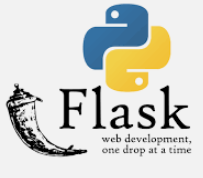 Flask
web development,
one drop at a time